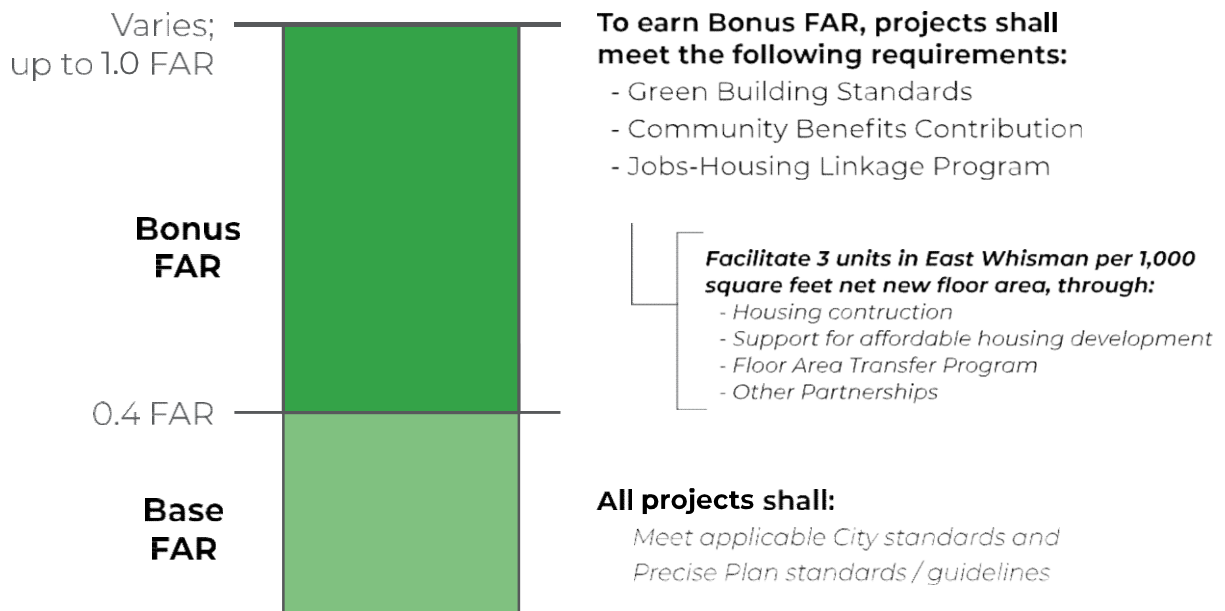 Varies;
up to 1.0 FAR
To earn Bonus FAR, projects shall
meet the following requirements:
- Green Building Standards
- Community Benefits Contribution
- Jobs-Housing Linkage Program
Bonus
FAR
Facilitate 3 units in East Whisman per 1,000
square feet net new floor area, through:
- Housing contruction
- Support for affordable housing development
- Floor Area Transfer Program
- Other Partnerships
0.4 FAR
Base
FAR
All projects shall:
Meet applicable City standards and
Precise Plan standards / guidelines